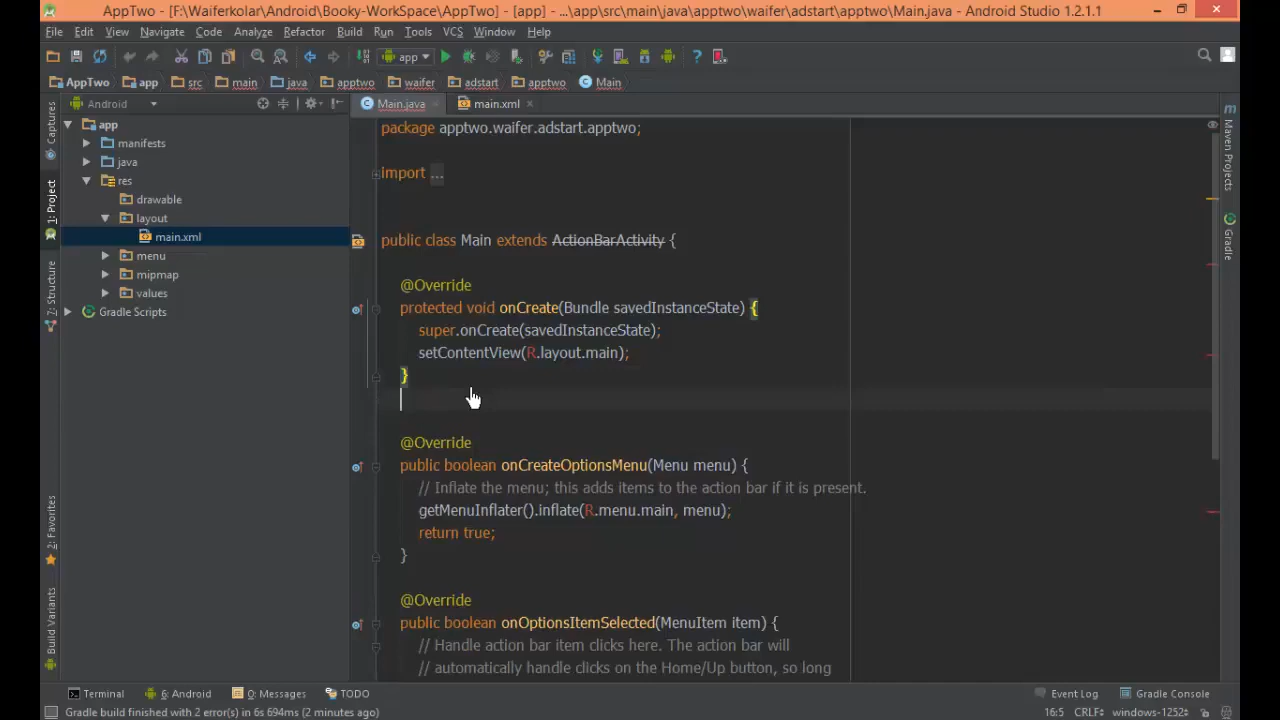 AppTwo - [F:\Waiferkolar\Android\Booky-WorkSpace\AppTwo] - [app] - ...\app\src\main\java\apptwo\waifer\adstart\apptwo\Main.java - Android Studio 1.2.1.1
File Edit View Navigate Code Analyze Refactor Build Run Tools VCS Window Help
app
AppTwo app src main java apptwo waifer adstart apptwo Main
Android
Main.java main.xml
Captures
1: Project
Z: Structure
2: Favorites
Build Variants
app
manifests
java
res
drawable
layout
main.xml
menu
mipmap
values
Gradle Scripts
package apptwo.waifer.adstart.apptwo;
import ...
public class Main extends ActionBarActivity {
@Override
protected void onCreate(Bundle savedInstanceState) {
super.onCreate(savedInstanceState);
setContentView(R.layout.main);
}
@Override
public boolean onCreateOptionsMenu(Menu menu) {
// Inflate the menu; this adds items to the action bar if it is present.
getMenuInflater().inflate(R.menu.main, menu);
return true;
}
@Override
public boolean onOptionsItemSelected(MenuItem item) {
// Handle action bar item clicks here. The action bar will
// automatically handle clicks on the Home/Up button, so long
Maven Projects
Gradle
Terminal 6: Android 0: Messages TODO Event Log Gradle Console
Gradle build finished with 2 error(s) in 6s 694ms (2 minutes ago) 16:5 CRLF windows-1252